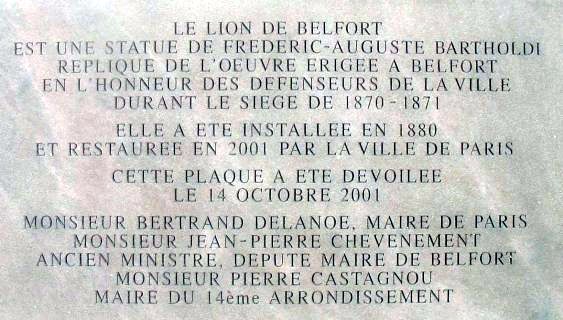 LE LION DE BELFORT
EST UNE STATUE DE FREDERIC-AUGUSTE BARTHOLDI
REPLIQUE DE L'OEUVRE ERIGEE A BELFORT
EN L'HONNEUR DES DEFENSEURS DE LA VILLE
DURANT LE SIEGE DE 1870-1871
ELLE A ETE INSTALLEE EN 1880
ET RESTAUREE EN 2001 PAR LA VILLE DE PARIS
CETTE PLAQUE A ETE DEVOILEE
LE 14 OCTOBRE 2001
MONSIEUR BERTRAND DELANOE, MAIRE DE PARIS
MONSIEUR JEAN-PIERRE CHEVENEMENT
ANCIEN MINISTRE, DEPUTE MAIRE DE BELFORT
MONSIEUR PIERRE CASTAGNOU
MAIRE DU 14ème ARRONDISSEMENT